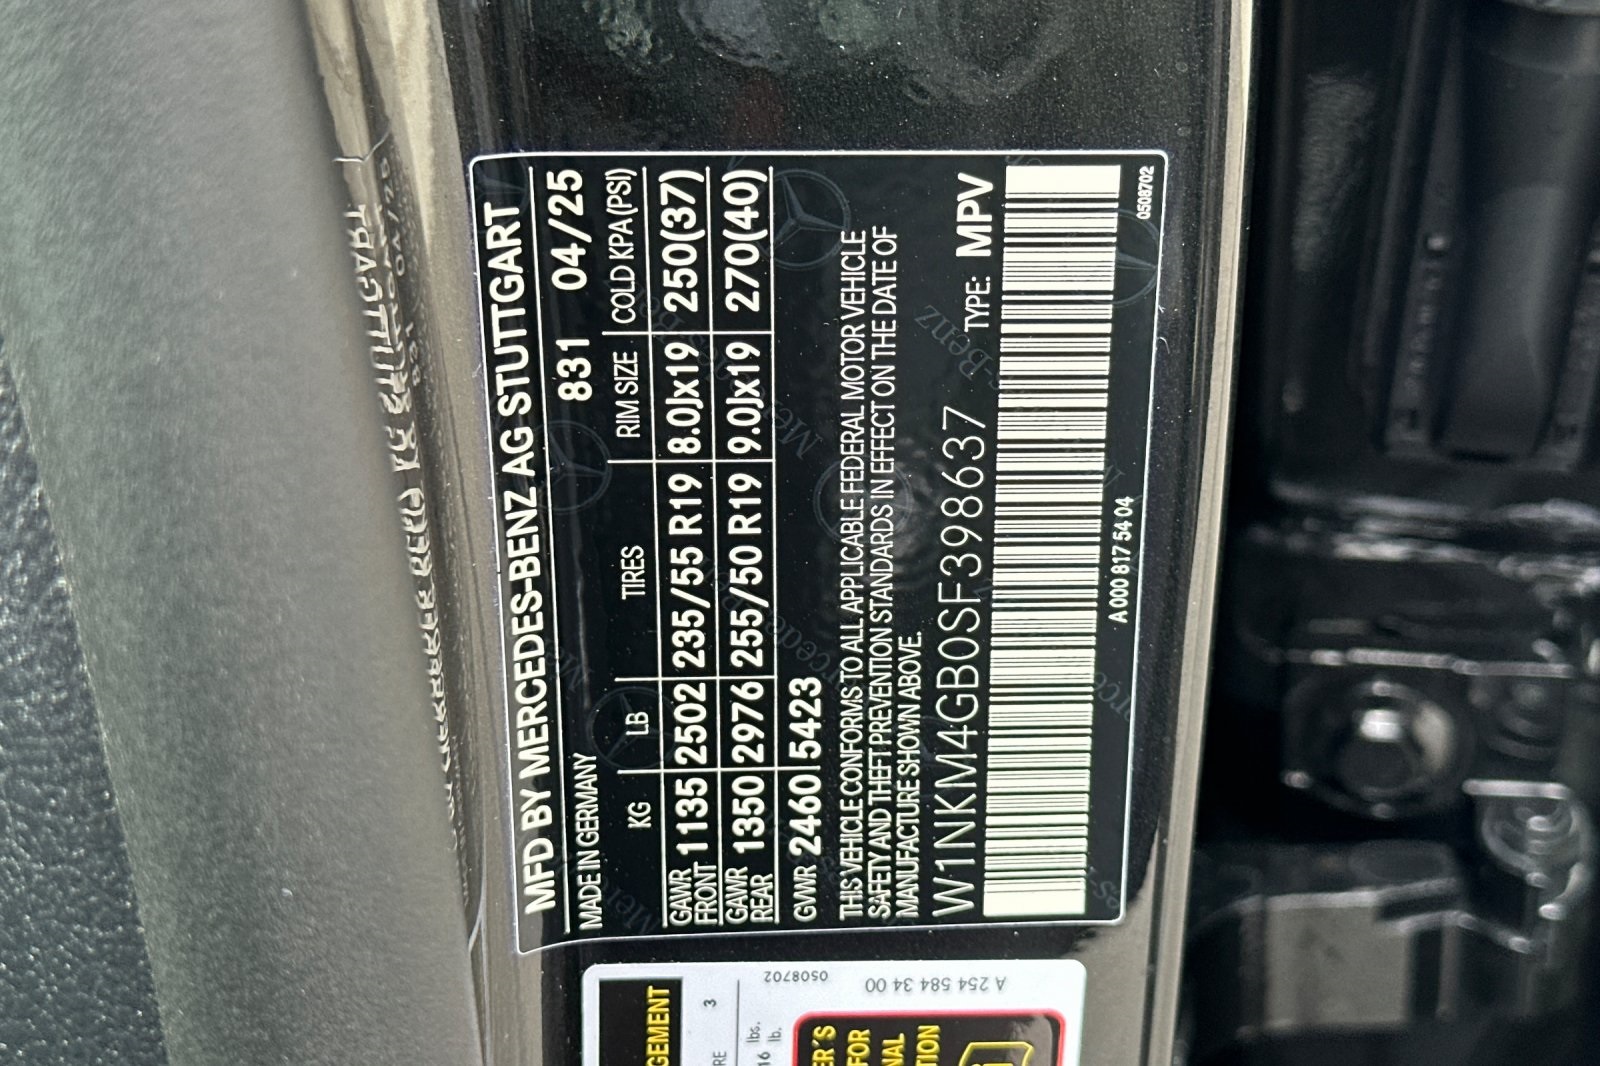 MFD BY MERCEDES-BENZ AG STUTTGART
MADE IN GERMANY 831 04/25
KG LB TIRES RIM SIZE COLD KPA(PSI)
GAWR FRONT 1135 2502 235/55 R19 8.0Jx19 250(37)
GAWR REAR 1350 2976 255/50 R19 9.0Jx19 270(40)
GVWR 2460 5423
THIS VEHICLE CONFORMS TO ALL APPLICABLE FEDERAL MOTOR VEHICLE
SAFETY AND THEFT PREVENTION STANDARDS IN EFFECT ON THE DATE OF
MANUFACTURE SHOWN ABOVE.
W1NKM4GB0SF398637 TYPE: MPV
A 000 817 54 04
0508702
0508702
A 254 584 34 00
3
lbs.
lb.